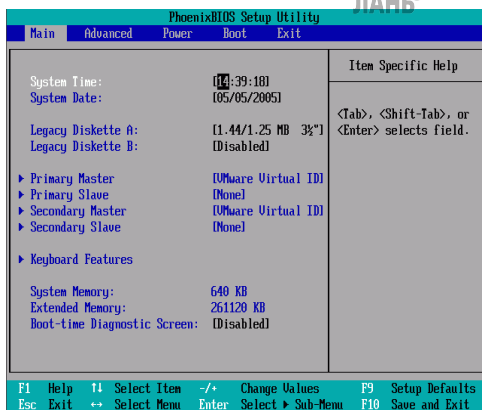 JIAHB
PhoenixBIOS Setup Utility
Main Advanced Power Boot Exit
Item Specific Help
System Time: [14:39:18]
System Date: [05/05/2005]
<Tab>, <Shift-Tab>, or
<Enter> selects field.
Legacy Diskette A: [1.44/1.25 MB 3½"]
Legacy Diskette B: [Disabled]
Primary Master [VMware Virtual ID]
Primary Slave [None]
Secondary Master [VMware Virtual ID]
Secondary Slave [None]
Keyboard Features
System Memory: 640 KB
Extended Memory: 261120 KB
Boot-time Diagnostic Screen: [Disabled]
F1 Help ↑↓ Select Item -/+ Change Values F9 Setup Defaults
Esc Exit ↔ Select Menu Enter Select ▶ Sub-Menu F10 Save and Exit